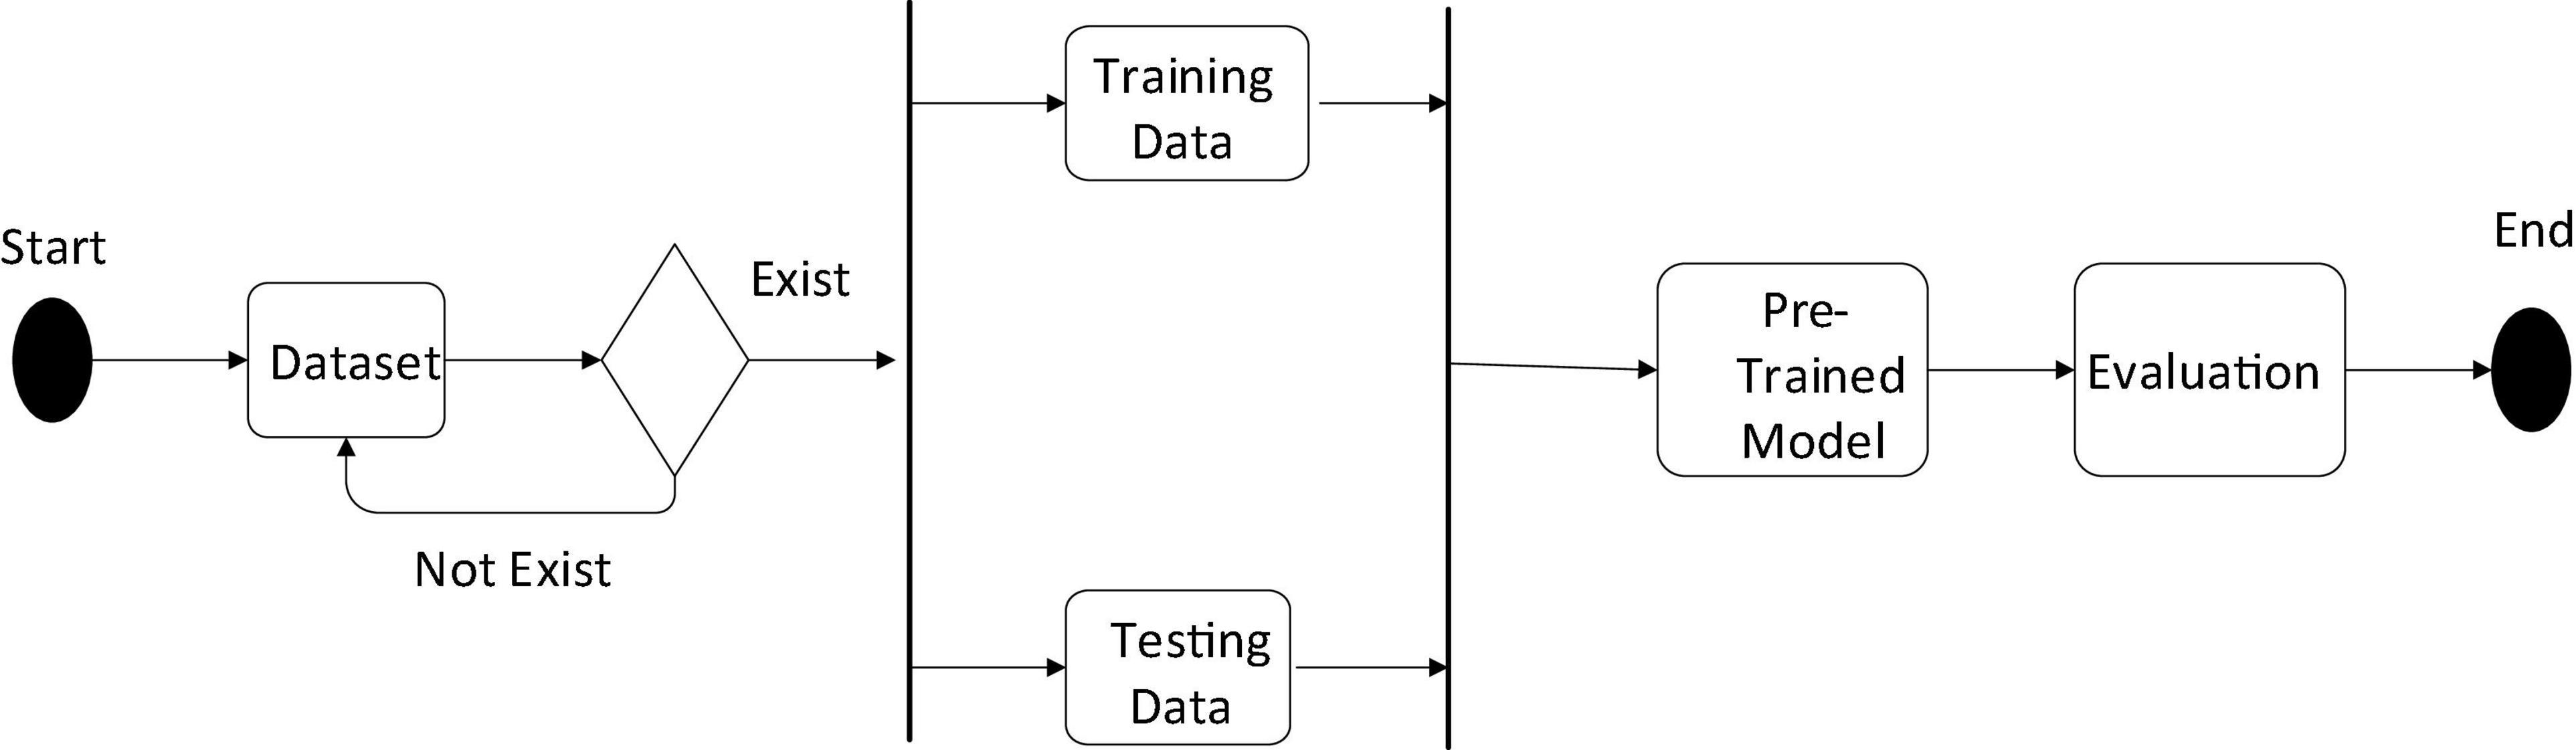 Start
Dataset
Exist
Not Exist
Training
Data
Testing
Data
Pre-
Trained
Model
Evaluation
End